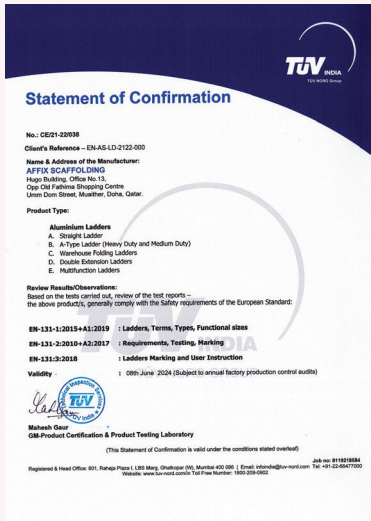 TÜV INDIA
TUV NORD Group
Statement of Confirmation
No.: CE/21-22/038
Client's Reference – EN-AS-LD-2122-000
Name & Address of the Manufacturer:
AFFIX SCAFFOLDING
Hugo Building. Office No.13,
Opp Old Fathima Shopping Centre
Umm Dom Street, Muaither, Doha, Qatar.
Product Type:
Aluminium Ladders
A. Straight Ladder
B. A-Type Ladder (Heavy Duty and Medium Duty)
C. Warehouse Folding Ladders
D. Double Extension Ladders
E. Multifunction Ladders
Review Results/Observations:
Based on the tests carried out, review of the test reports –
the above product/s, generally comply with the Safety requirements of the European Standard:
EN-131-1:2015+A1:2019 : Ladders, Terms, Types, Functional sizes
EN-131-2:2010+A2:2017 : Requirements, Testing, Marking
EN-131:3:2018 : Ladders Marking and User Instruction
TÜV INDIA
Validity : 08th June 2024 (Subject to annual factory production control audits)
TÜV
Mahesh Gaur
GM-Product Certification & Product Testing Laboratory
(This Statement of Confirmation is valid under the conditions stated overleaf)
Job no: 8119218584
Registered & Head Office: 801, Raheja Plaza I, LBS Marg, Ghatkopar (W), Mumbai 400 086 | Email: infoindia@tuv-nord.com Tel: +91-22-66477000
Website: www.tuv-nord.com/in Toll Free Number: 1800-209-0902